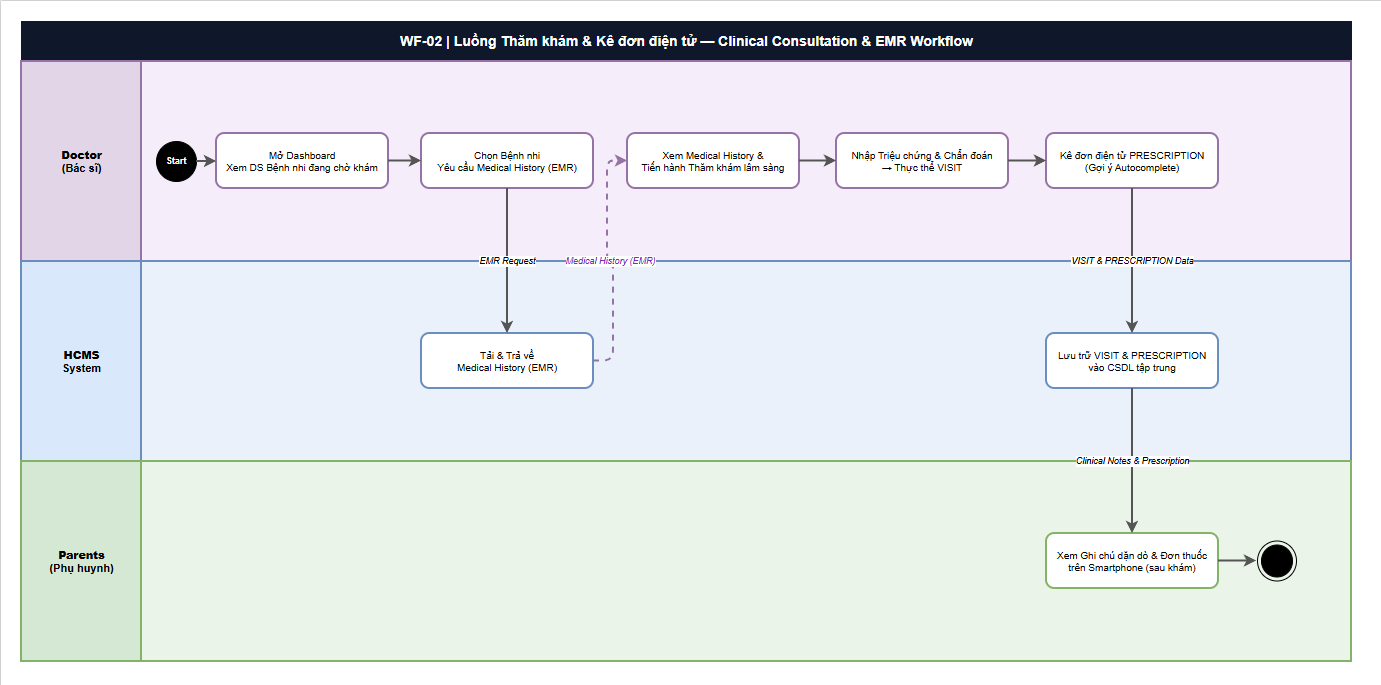 WF-02 | Luồng Thăm khám & Kê đơn điện tử — Clinical Consultation & EMR Workflow
Doctor
(Bác sĩ)
Start
Mở Dashboard
Xem DS Bệnh nhi đang chờ khám
Chọn Bệnh nhi
Yêu cầu Medical History (EMR)
Xem Medical History &
Tiến hành Thăm khám lâm sàng
Nhập Triệu chứng & Chẩn đoán
→ Thực thể VISIT
Kê đơn điện tử PRESCRIPTION
(Gợi ý Autocomplete)
EMR Request
Medical History (EMR)
VISIT & PRESCRIPTION Data
HCMS
System
Tải & Trả về
Medical History (EMR)
Lưu trữ VISIT & PRESCRIPTION
vào CSDL tập trung
Clinical Notes & Prescription
Parents
(Phụ huynh)
Xem Ghi chú dặn dò & Đơn thuốc
trên Smartphone (sau khám)